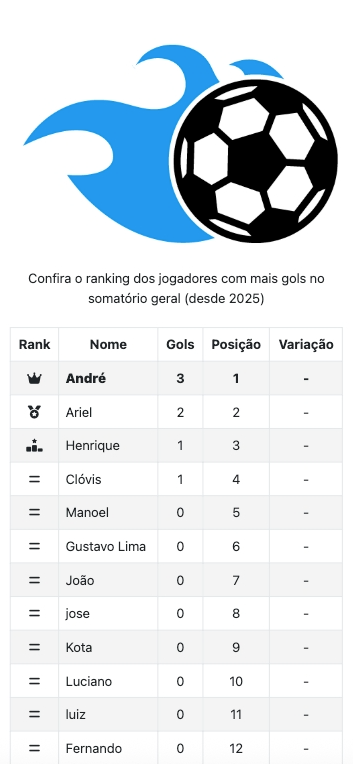 Confira o ranking dos jogadores com mais gols no
somatório geral (desde 2025)
Rank Nome Gols Posição Variação
André 3 1 -
Ariel 2 2 -
Henrique 1 3 -
Clóvis 1 4 -
Manoel 0 5 -
Gustavo Lima 0 6 -
João 0 7 -
jose 0 8 -
Kota 0 9 -
Luciano 0 10 -
luiz 0 11 -
Fernando 0 12 -